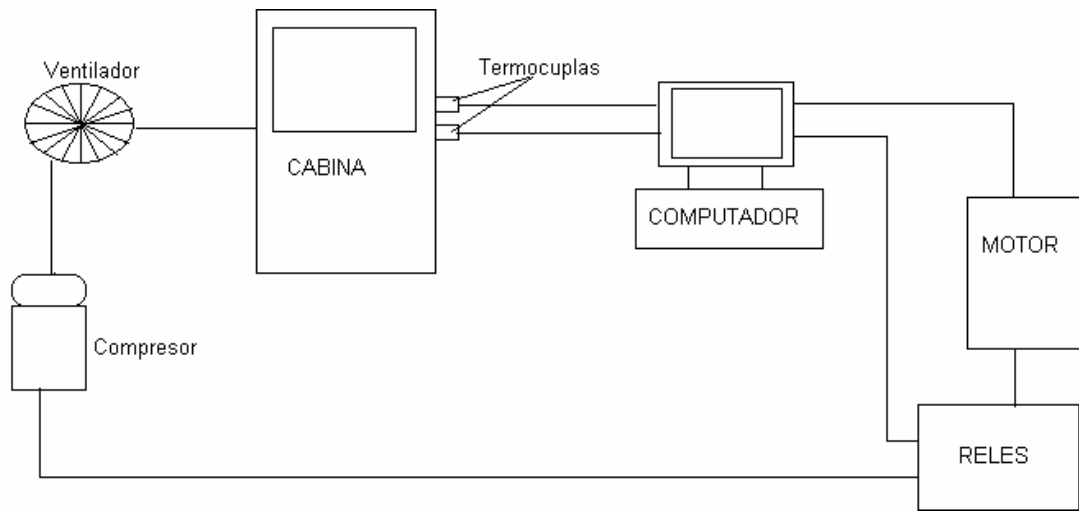 Ventilador
Termocuplas
CABINA
COMPUTADOR
MOTOR
Compresor
RELES